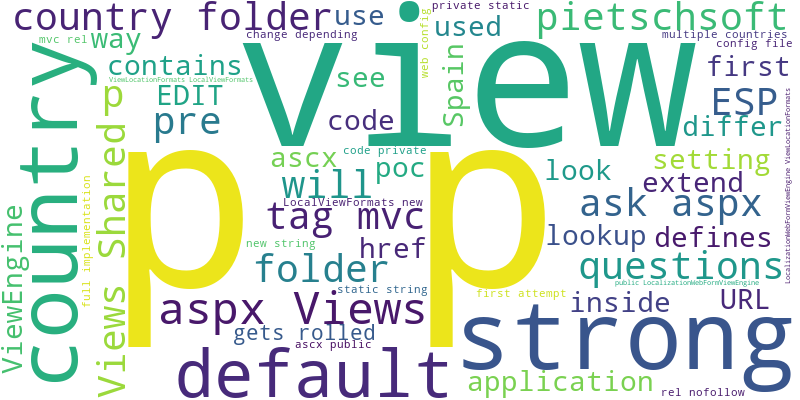 country folder
use
private static
pietschsoft
mvc rel
way
change depending
used
web config
multiple countries
config file
contains
ViewLocationFormats LocalViewFormats
view
see
Spain
first
country
EDIT
p
ESP
pre
code
differ
ascx
code private
poc
look
setting
will
extend
Views Shared
full implementation
LocalizationWebFormViewEngine ViewLocationFormats
LocalViewFormats new
tag mvc
ask aspx
ViewEngine
p p
new string
href
lookup
defines
folder
questions
static string
public LocalizationWebFormViewEngine
first attempt
aspx Views
inside
URL
gets rolled
strong
ascx public
default
application
rel nofollow